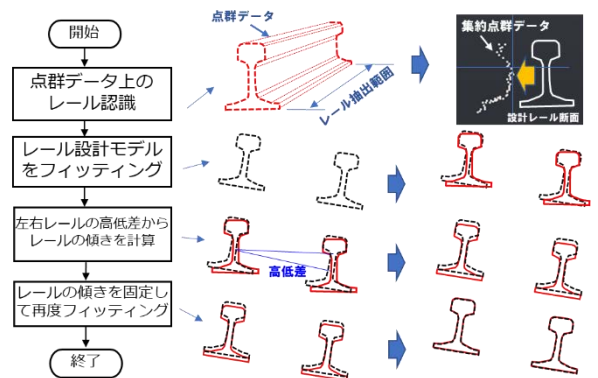 開始
点群データ上の
レール認識
レール設計モデル
をフィッティング
左右レールの高低差から
レールの傾きを計算
レールの傾きを固定し
て再度フィッティング
終了
点群データ
レール抽出範囲
集約点群データ
設計レール断面
高低差